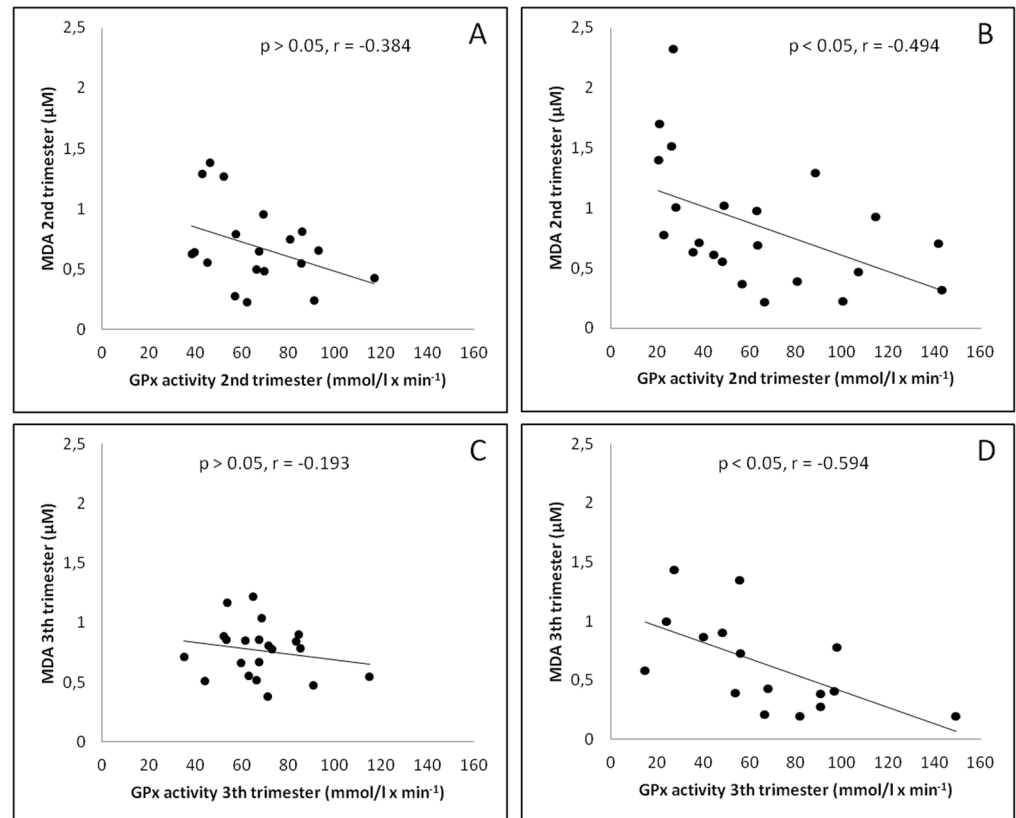 A
p > 0.05, r = -0.384
2,5
2
1,5
1
0,5
0
MDA 2nd trimester (µM)
0 20 40 60 80 100 120 140 160
GPx activity 2nd trimester (mmol/l x min-1)
B
p < 0.05, r = -0.494
2,5
2
1,5
1
0,5
0
MDA 2nd trimester (µM)
0 20 40 60 80 100 120 140 160
GPx activity 2nd trimester (mmol/l x min-1)
C
p > 0.05, r = -0.193
2,5
2
1,5
1
0,5
0
MDA 3th trimester (µM)
0 20 40 60 80 100 120 140 160
GPx activity 3th trimester (mmol/l x min-1)
D
p < 0.05, r = -0.594
2,5
2
1,5
1
0,5
0
MDA 3th trimester (µM)
0 20 40 60 80 100 120 140 160
GPx activity 3th trimester (mmol/l x min-1)